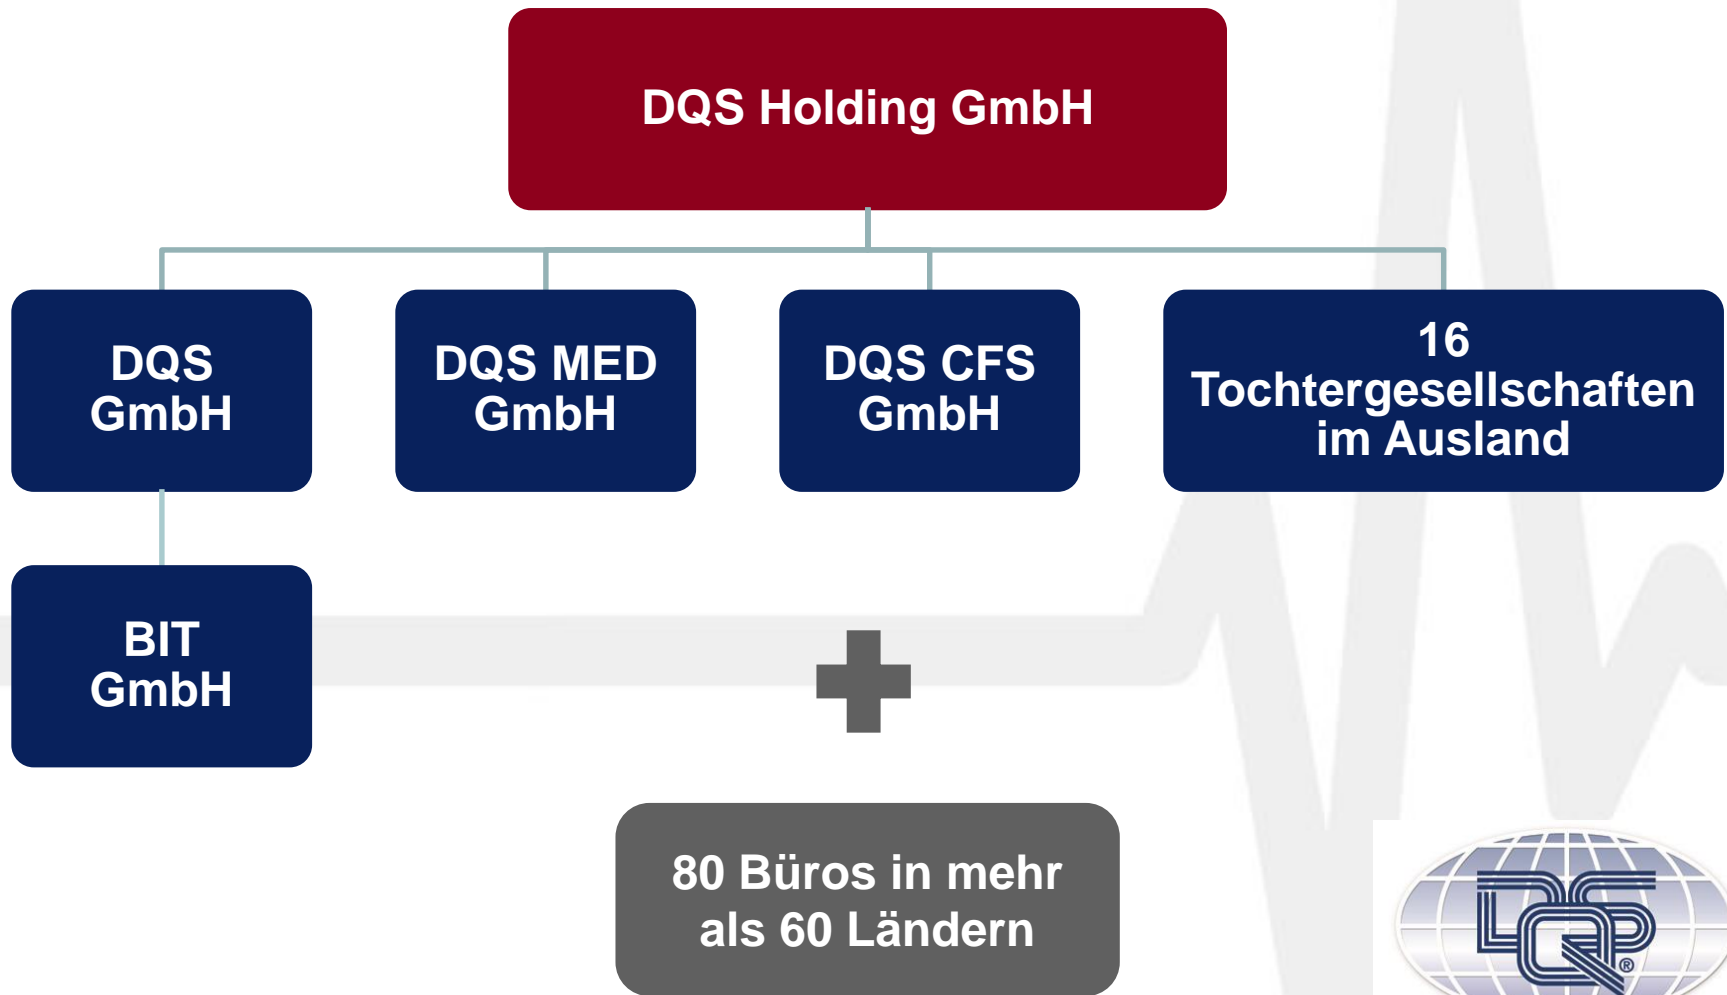 DQS Holding GmbH
DQS
GmbH
DQS MED
GmbH
DQS CFS
GmbH
16
Tochtergesellschaften
im Ausland
BIT
GmbH
80 Büros in mehr
als 60 Ländern
DQS
®